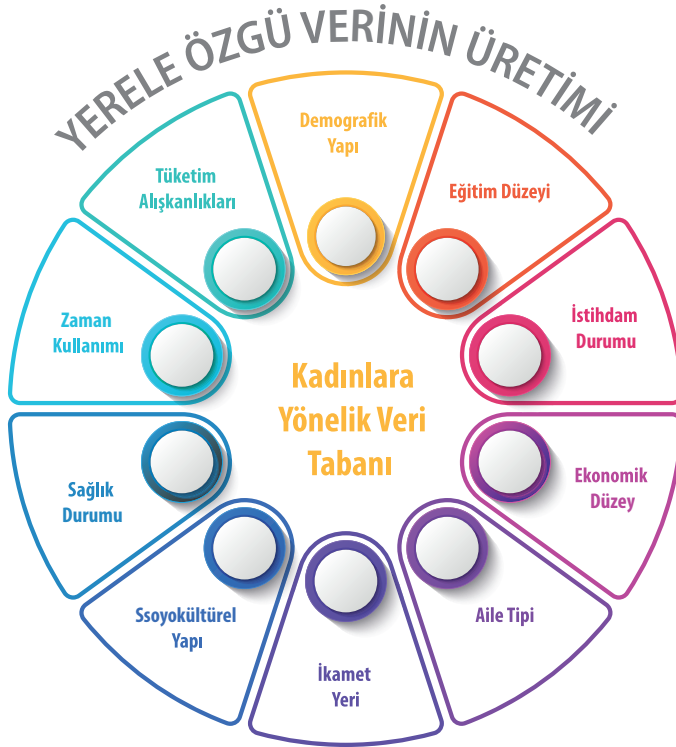 YERELE ÖZGÜ VERİNİN ÜRETİMİ
Demografik
Yapı
Eğitim Düzeyi
İstihdam
Durumu
Ekonomik
Düzey
Aile Tipi
İkamet
Yeri
Ssoyokültürel
Yapı
Sağlık
Durumu
Zaman
Kullanımı
Tüketim
Alışkanlıkları
Kadınlara
Yönelik Veri
Tabanı